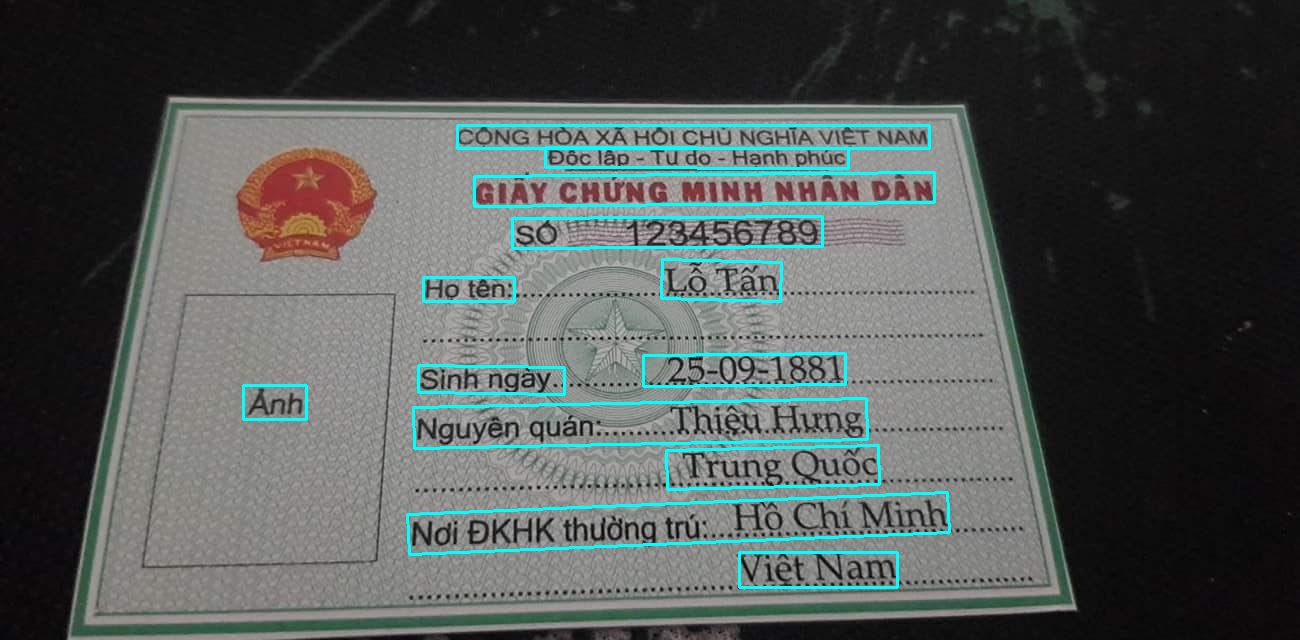 CỘNG HÒA XÃ HỘI CHỦ NGHĨA VIỆT NAM
Độc lập - Tự do - Hạnh phúc
GIẤY CHỨNG MINH NHÂN DÂN
SỐ 123456789
VIỆT NAM
Họ tên: Lỗ Tấn
Sinh ngày 25-09-1881
Ảnh
Nguyên quán: Thiệu Hưng
Trung Quốc
Nơi ĐKHK thường trú: Hồ Chí Minh
Việt Nam